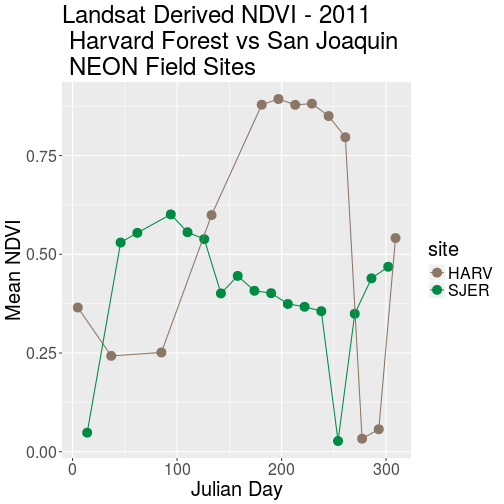 Landsat Derived NDVI - 2011
Harvard Forest vs San Joaquin
NEON Field Sites
Mean NDVI
0.75
0.50
0.25
0.00
0 100 200 300
Julian Day
site
HARV
SJER